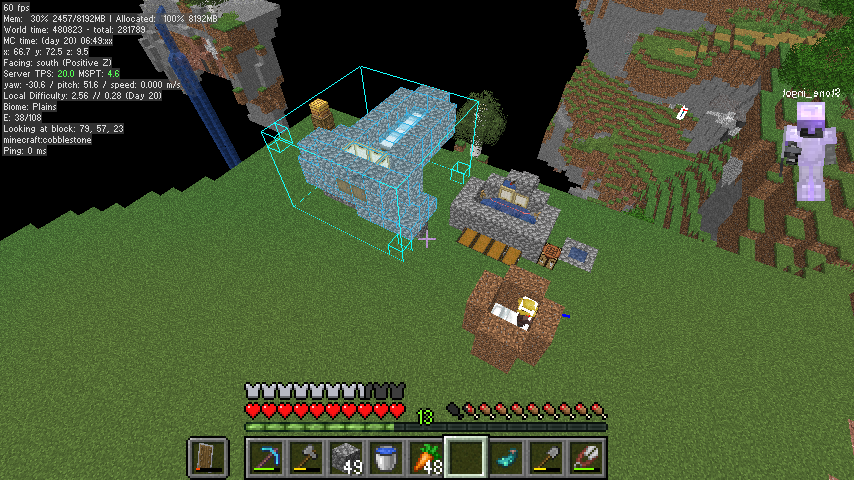 60 fps
Mem: 30% 2457/8192MB | Allocated: 100% 8192MB
World time: 480823 - total: 281789
MC time: (day 20) 06:49:xx
x: 66.7 y: 72.5 z: 9.5
Facing: south (Positive Z)
Server TPS: 20.0 MSPT: 4.6
yaw: -30.6 / pitch: 51.6 / speed: 0.000 m/s
Local Difficulty: 2.56 // 0.28 (Day 20)
Biome: Plains
E: 38/108
Looking at block: 79, 57, 23
minecraft:cobblestone
Ping: 0 ms
13
49
48